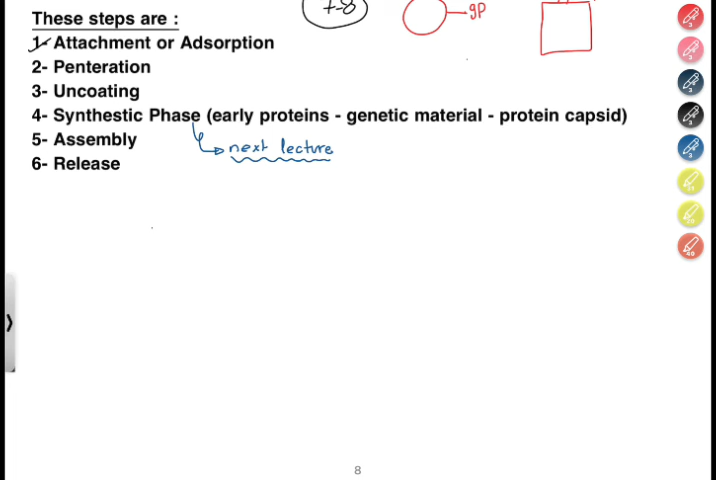 These steps are :
7-8
gp
1- Attachment or Adsorption
2- Penteration
3- Uncoating
4- Synthestic Phase (early proteins - genetic material - protein capsid)
5- Assembly
next lecture
6- Release
8